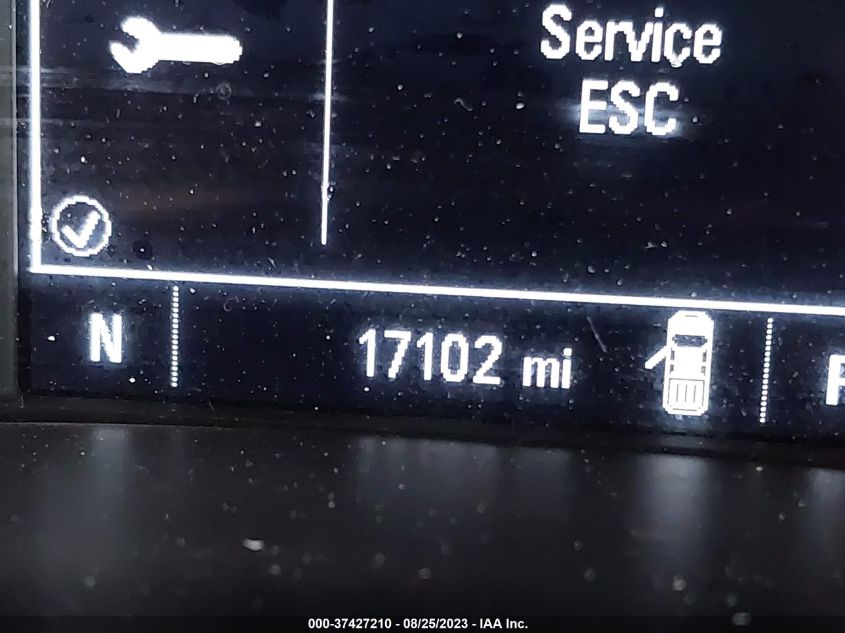 Service
ESC
N
17102 mi
000-37427210 - 08/25/2023 - IAA Inc.